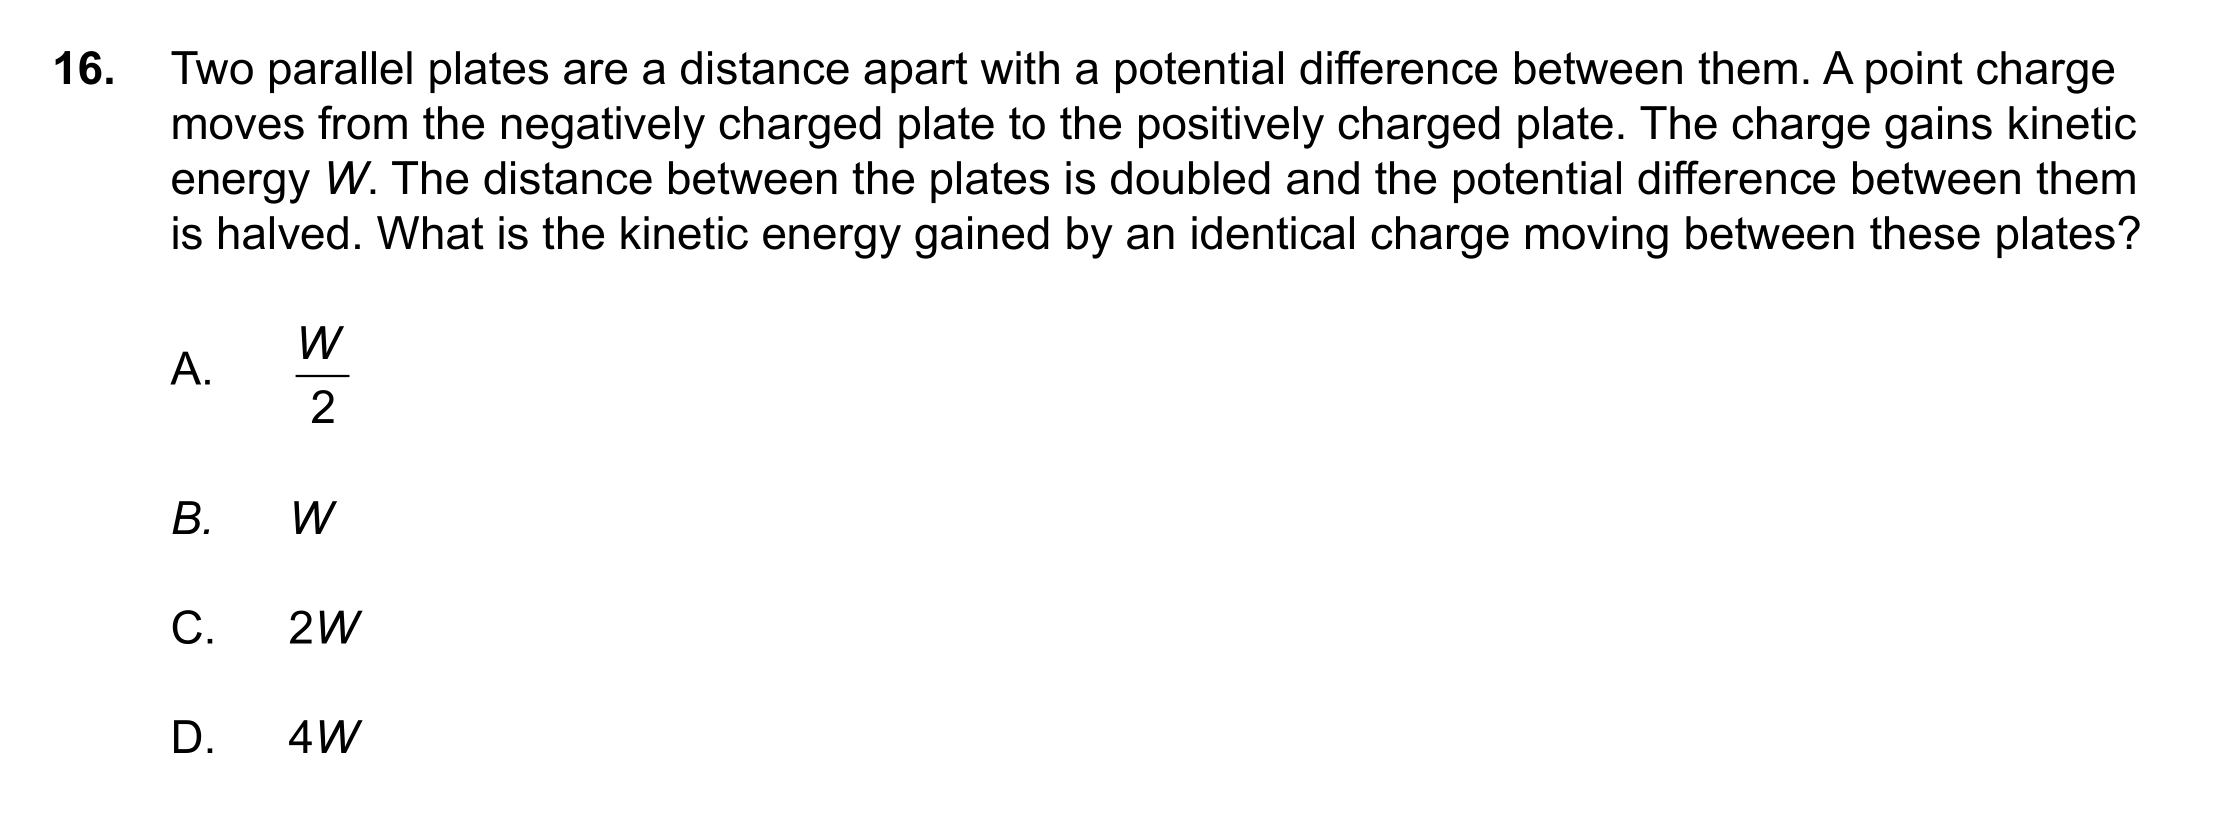 16. Two parallel plates are a distance apart with a potential difference between them. A point charge
moves from the negatively charged plate to the positively charged plate. The charge gains kinetic
energy W. The distance between the plates is doubled and the potential difference between them
is halved. What is the kinetic energy gained by an identical charge moving between these plates?
A. W
2
B. W
C. 2W
D. 4W